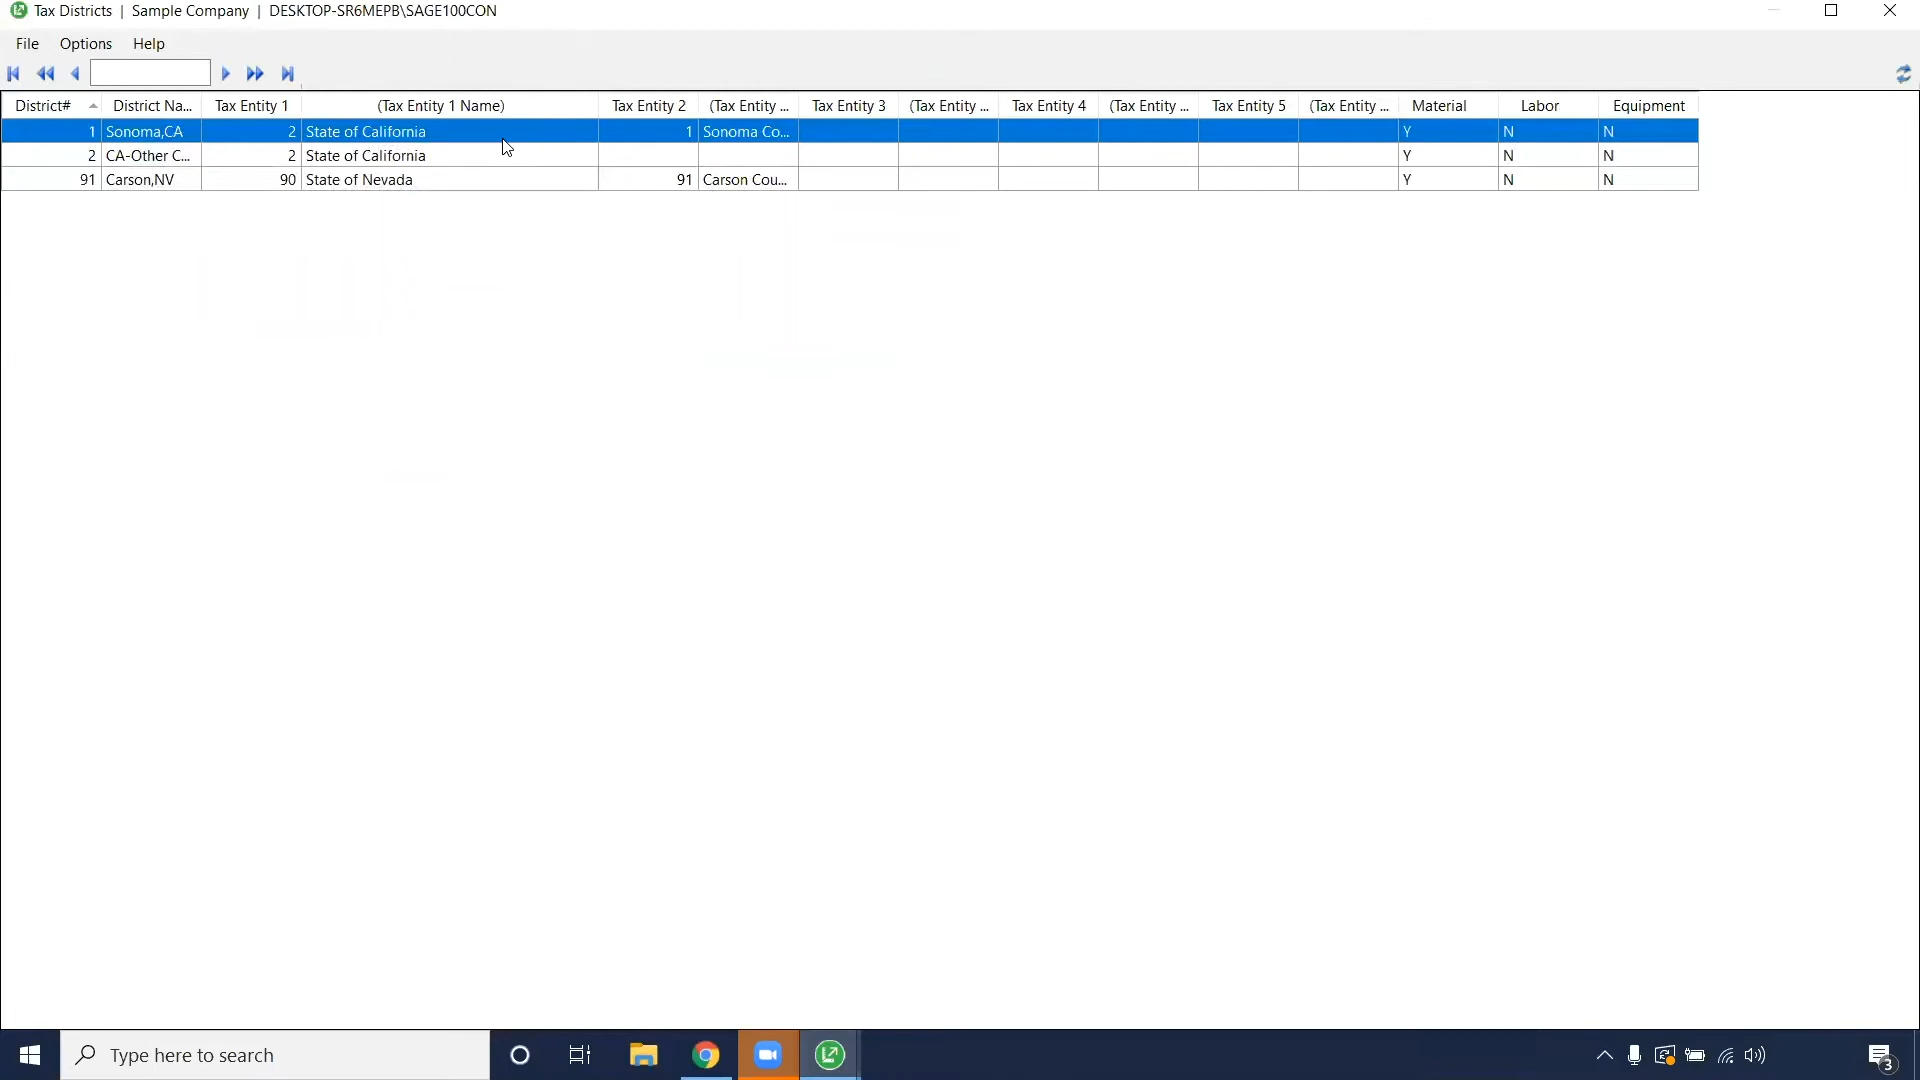 Tax Districts | Sample Company | DESKTOP-SR6MEPB\SAGE100CON
File Options Help
District# District Na... Tax Entity 1 (Tax Entity 1 Name) Tax Entity 2 (Tax Entity ... Tax Entity 3 (Tax Entity ... Tax Entity 4 (Tax Entity ... Tax Entity 5 (Tax Entity ... Material Labor Equipment
1 Sonoma,CA 2 State of California 1 Sonoma Co... Y N N
2 CA-Other C... 2 State of California Y N N
91 Carson,NV 90 State of Nevada 91 Carson Cou... Y N N
Type here to search
3